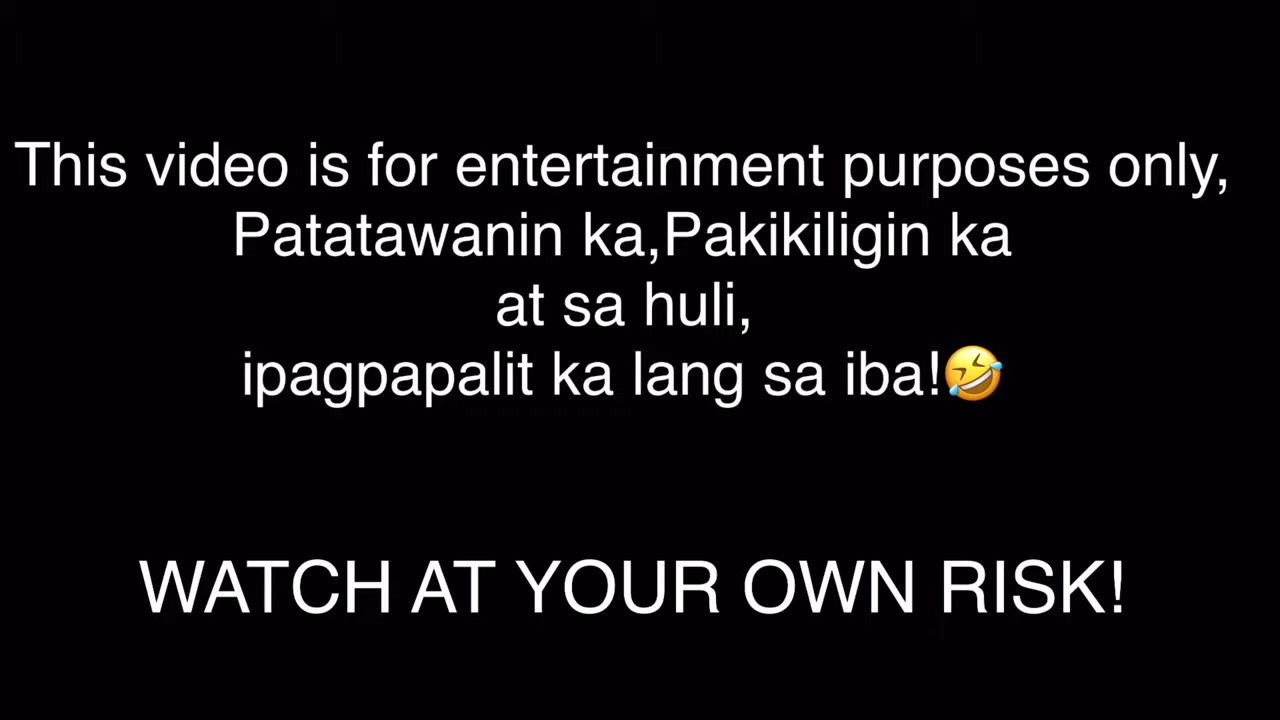 This video is for entertainment purposes only,
Patatawanin ka,Pakikiligin ka
at sa huli,
ipagpapalit ka lang sa iba!🤣
WATCH AT YOUR OWN RISK!